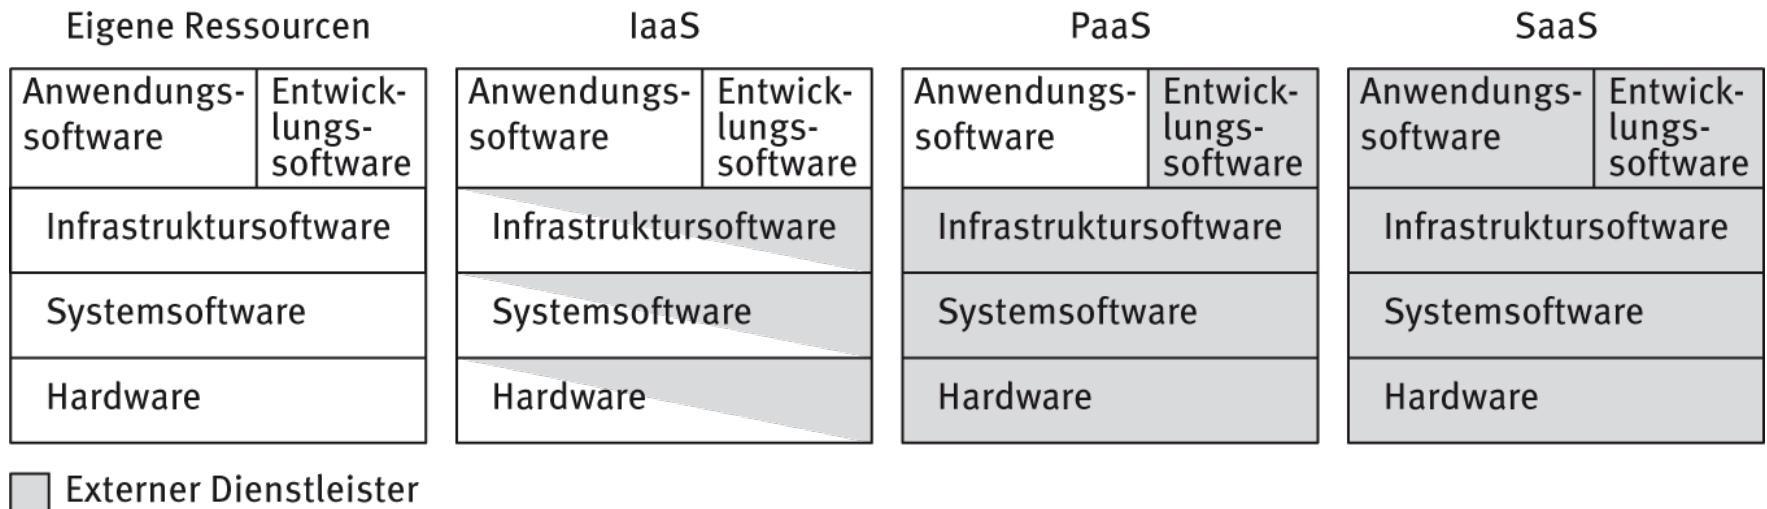 Eigene Ressourcen
Anwendungs-
software
Entwick-
lungs-
software
Infrastruktursoftware
Systemsoftware
Hardware
IaaS
Anwendungs-
software
Entwick-
lungs-
software
Infrastruktursoftware
Systemsoftware
Hardware
PaaS
Anwendungs-
software
Entwick-
lungs-
software
Infrastruktursoftware
Systemsoftware
Hardware
SaaS
Anwendungs-
software
Entwick-
lungs-
software
Infrastruktursoftware
Systemsoftware
Hardware
Externer Dienstleister